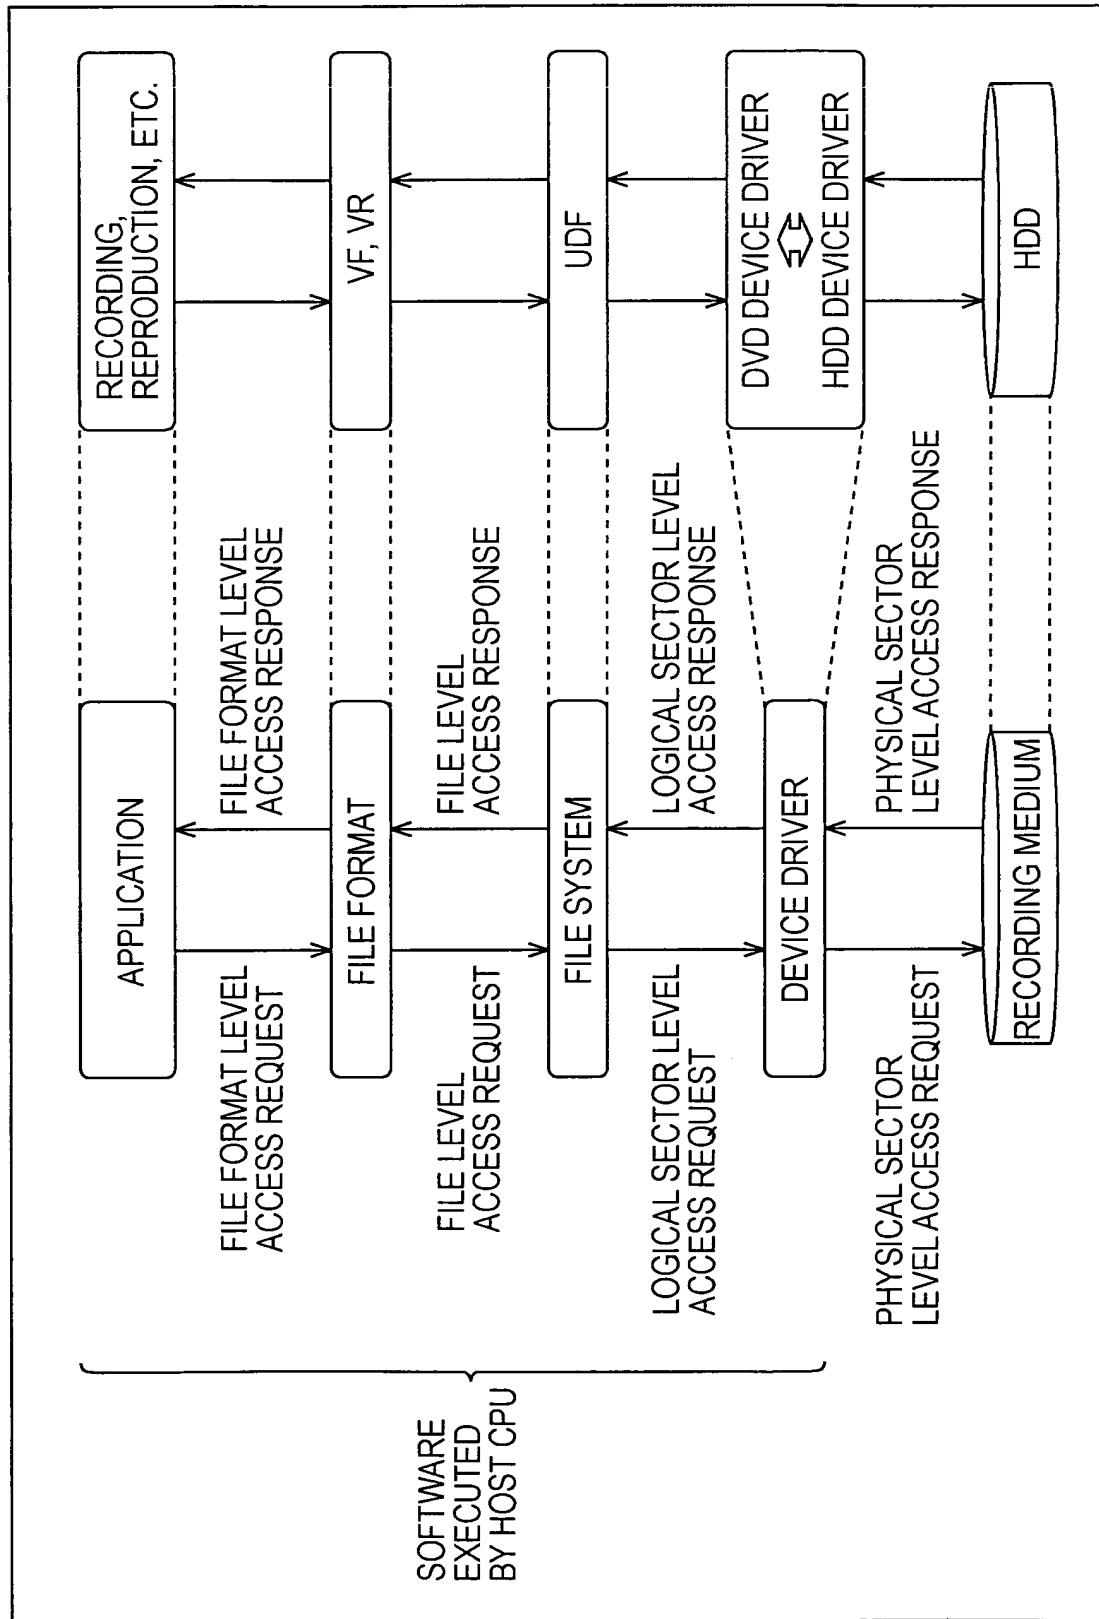 SOFTWARE
EXECUTED
BY HOST CPU
APPLICATION
RECORDING,
REPRODUCTION, ETC.
FILE FORMAT LEVEL
ACCESS REQUEST
FILE FORMAT LEVEL
ACCESS RESPONSE
FILE FORMAT
VF, VR
FILE LEVEL
ACCESS REQUEST
FILE LEVEL
ACCESS RESPONSE
FILE SYSTEM
UDF
LOGICAL SECTOR LEVEL
ACCESS REQUEST
LOGICAL SECTOR LEVEL
ACCESS RESPONSE
DEVICE DRIVER
DVD DEVICE DRIVER
HDD DEVICE DRIVER
PHYSICAL SECTOR
LEVEL ACCESS REQUEST
PHYSICAL SECTOR
LEVEL ACCESS RESPONSE
RECORDING MEDIUM
HDD